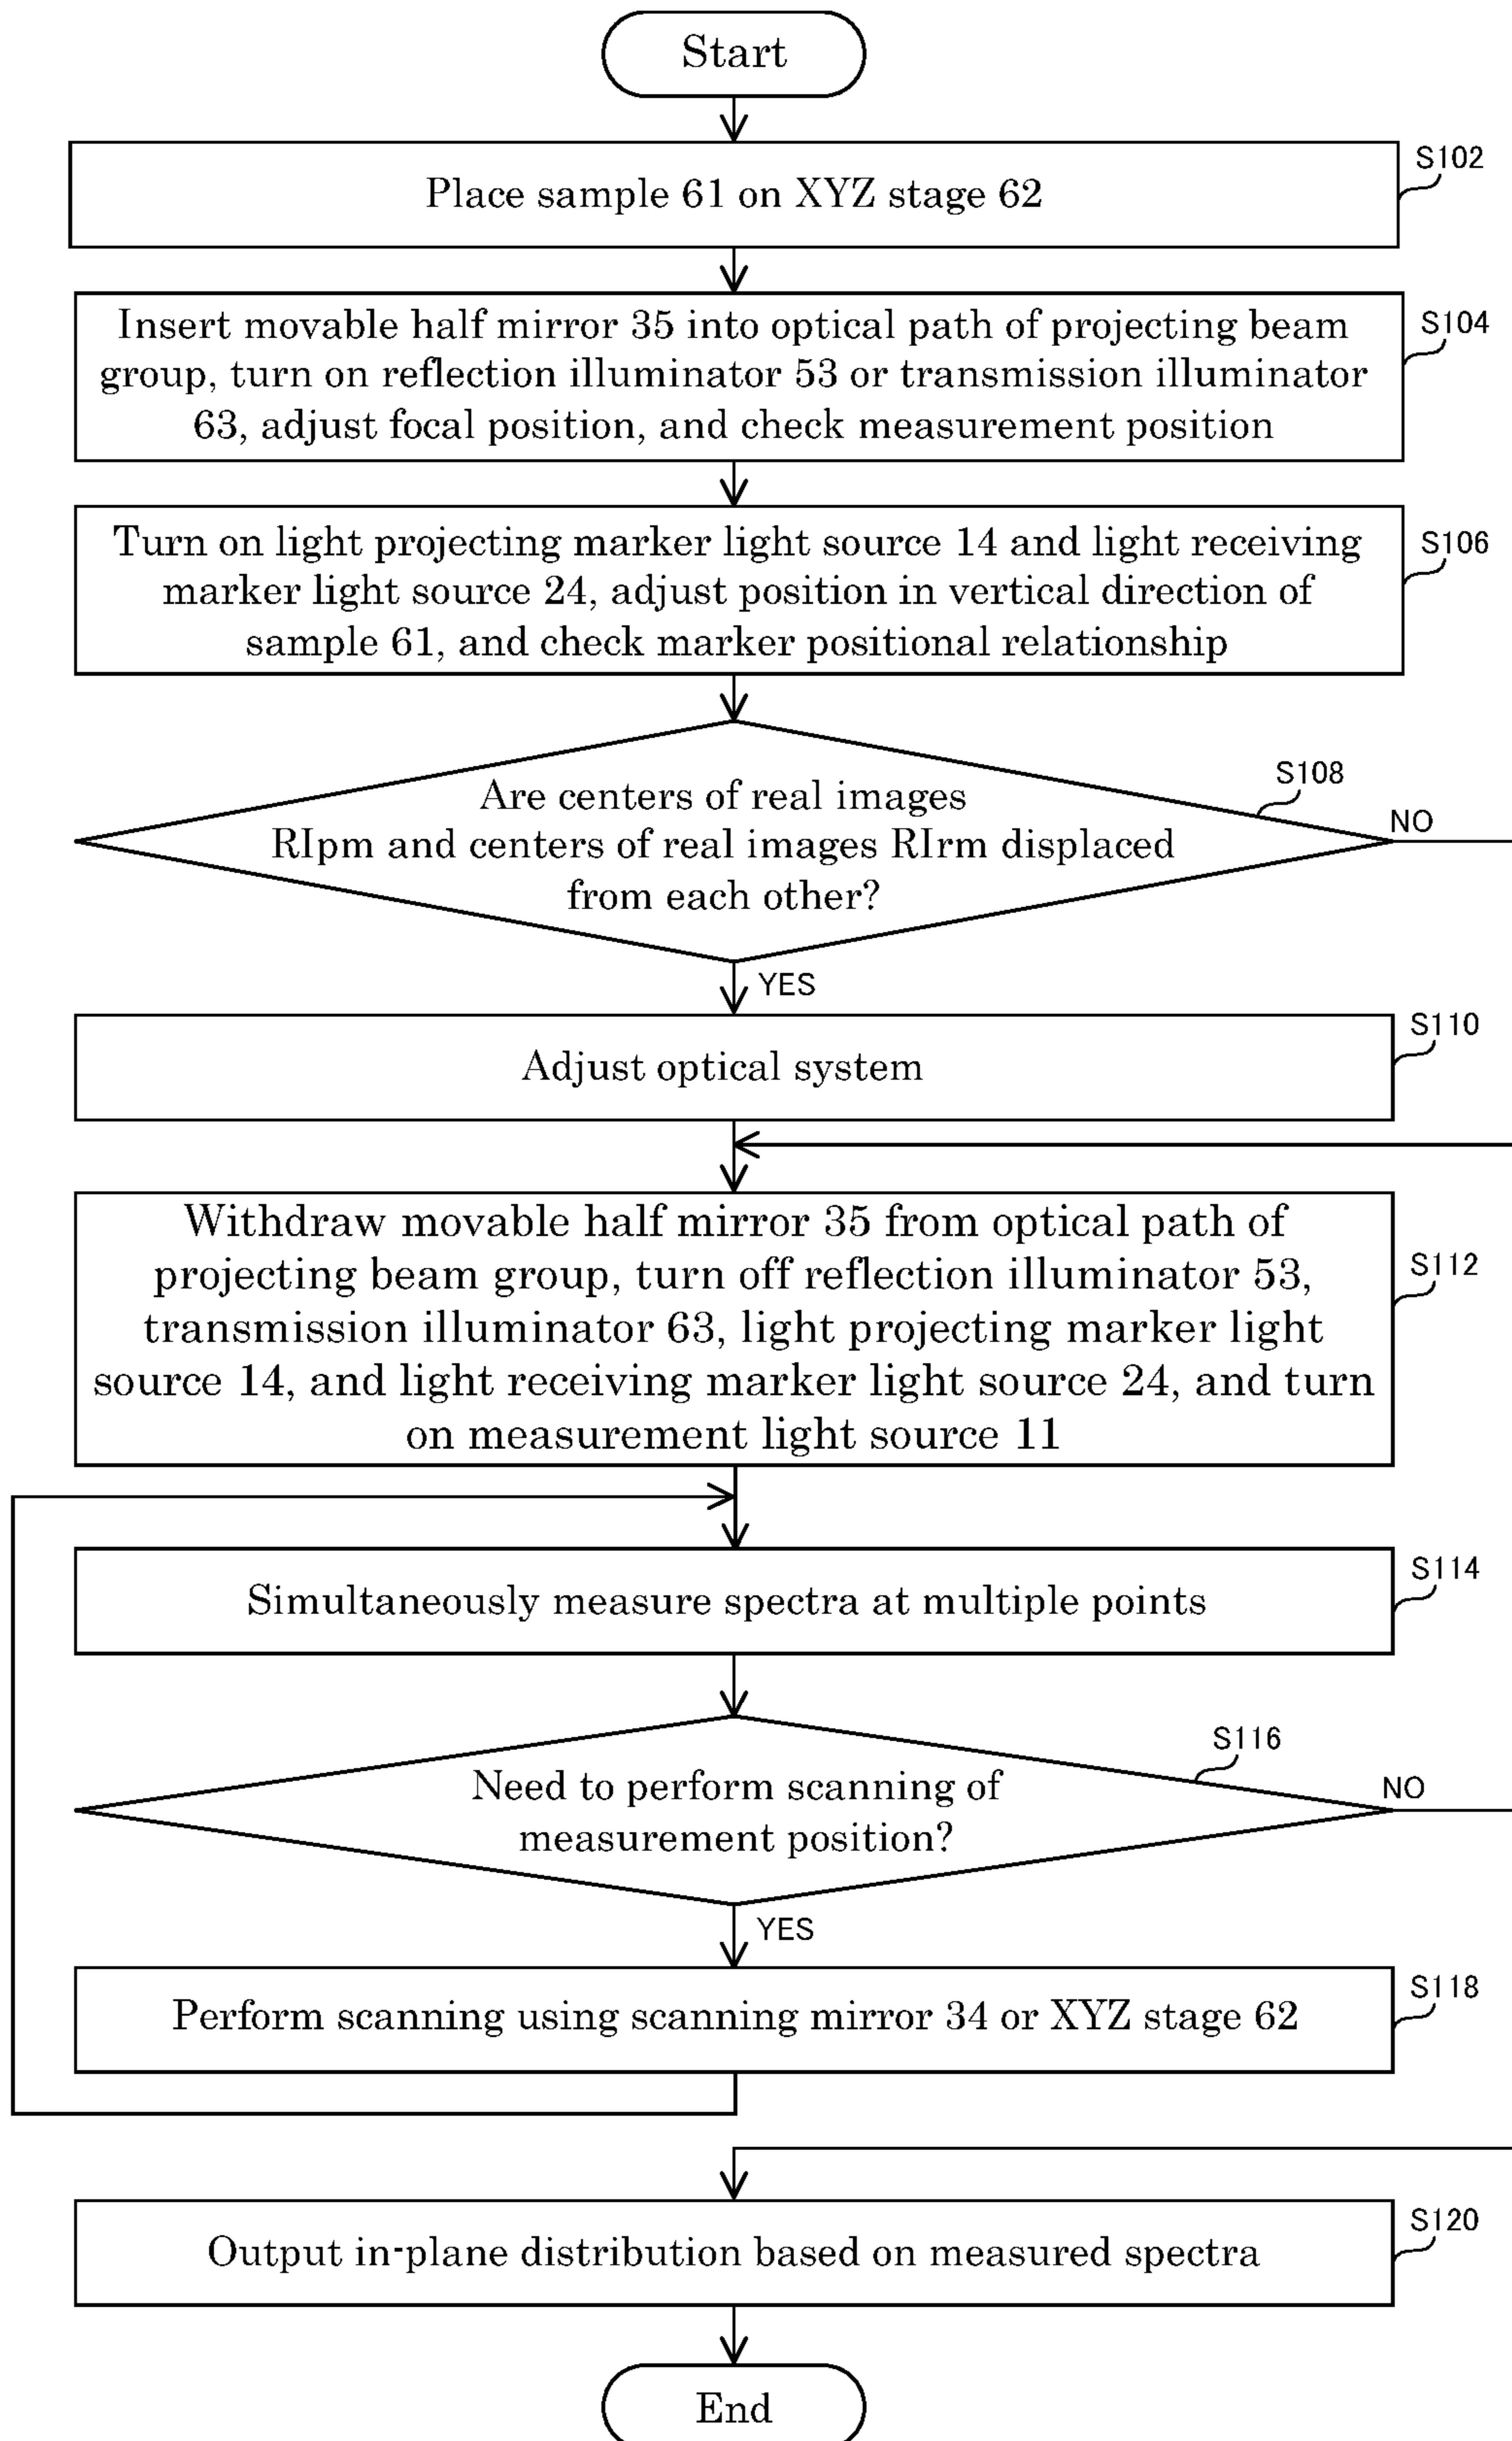 Start
S102
Place sample 61 on XYZ stage 62
S104
Insert movable half mirror 35 into optical path of projecting beam
group, turn on reflection illuminator 53 or transmission illuminator
63, adjust focal position, and check measurement position
S106
Turn on light projecting marker light source 14 and light receiving
marker light source 24, adjust position in vertical direction of
sample 61, and check marker positional relationship
S108
Are centers of real images
RIpm and centers of real images RIrm displaced
from each other?
NO
YES
S110
Adjust optical system
S112
Withdraw movable half mirror 35 from optical path of
projecting beam group, turn off reflection illuminator 53,
transmission illuminator 63, light projecting marker light
source 14, and light receiving marker light source 24, and turn
on measurement light source 11
S114
Simultaneously measure spectra at multiple points
S116
Need to perform scanning of
measurement position?
NO
YES
S118
Perform scanning using scanning mirror 34 or XYZ stage 62
S120
Output in-plane distribution based on measured spectra
End